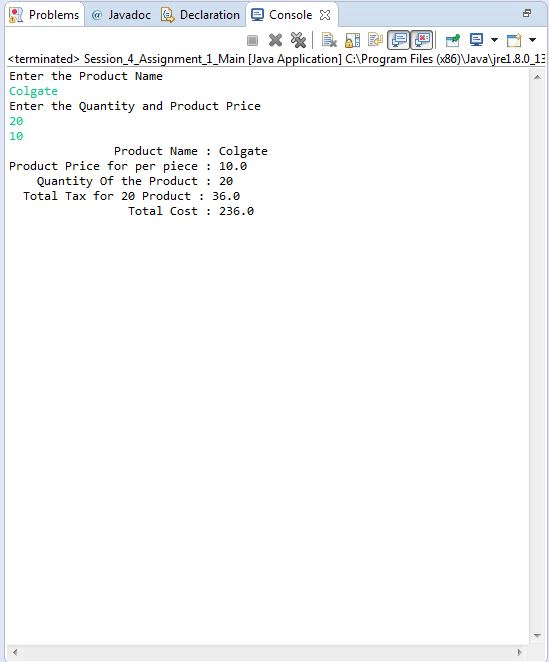 Problems @ Javadoc Declaration Console
<terminated> Session_4_Assignment_1_Main [Java Application] C:\Program Files (x86)\Java\jre1.8.0_13
Enter the Product Name
Colgate
Enter the Quantity and Product Price
20
10
Product Name : Colgate
Product Price for per piece : 10.0
Quantity Of the Product : 20
Total Tax for 20 Product : 36.0
Total Cost : 236.0